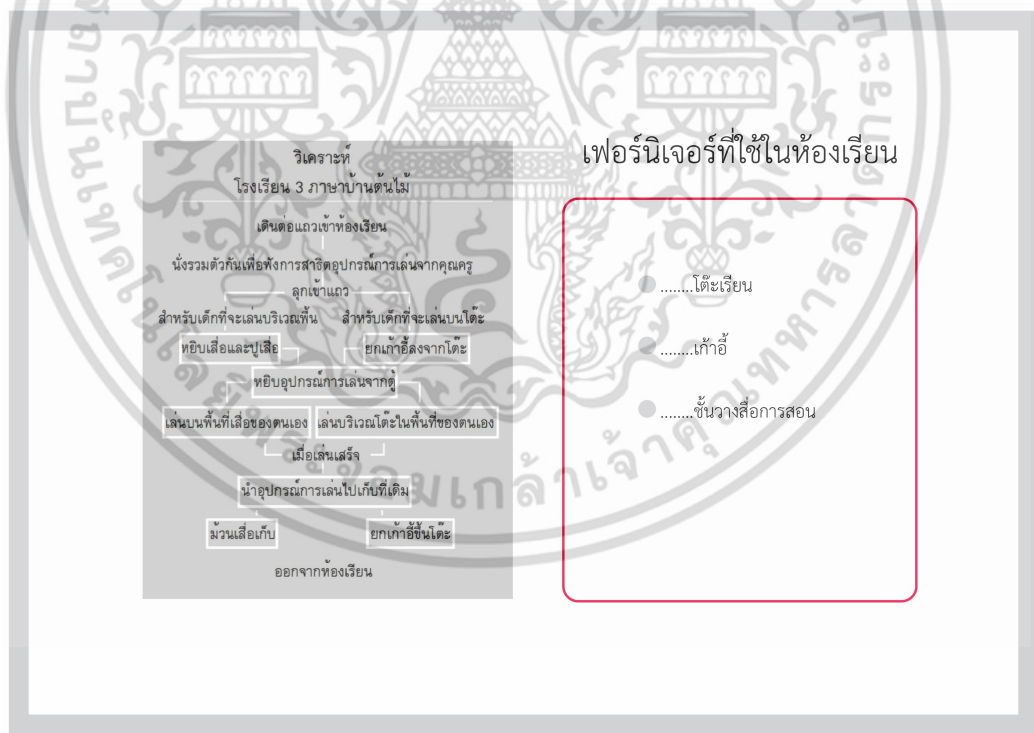 วิเคราะห์
โรงเรียน 3 ภาษาบ้านต้นไม้
เดินต่อแถวเข้าห้องเรียน
นั่งรวมตัวกันเพื่อฟังการสาธิตอุปกรณ์การเล่นจากคุณครู
ลุกเข้าแถว
สำหรับเด็กที่จะเล่นบริเวณพื้น สำหรับเด็กที่จะเล่นบนโต๊ะ
หยิบเสื่อและปูเสื่อ ยกเก้าอี้ลงจากโต๊ะ
หยิบอุปกรณ์การเล่นจากตู้
เล่นบนพื้นที่เสื่อของตนเอง เล่นบริเวณโต๊ะในพื้นที่ของตนเอง
เมื่อเล่นเสร็จ
นำอุปกรณ์การเล่นไปเก็บที่เดิม
ม้วนเสื่อเก็บ ยกเก้าอี้ขึ้นโต๊ะ
ออกจากห้องเรียน
เฟอร์นิเจอร์ที่ใช้ในห้องเรียน
........โต๊ะเรียน
........เก้าอี้
........ชั้นวางสื่อการสอน